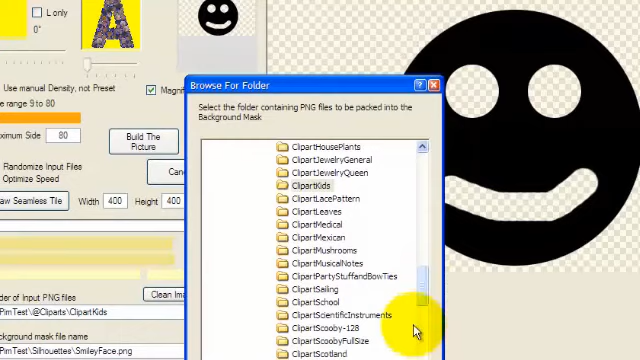 L only
0°
A
Use manual Density, not Preset
Magnif
e range 9 to 80
ximum Side 80
Build The
Picture
Randomize Input Files
Optimize Speed
Canc
aw Seamless Tile Width 400 Height 400
der of Input PNG files
Clean Ima
PimTest\@Cliparts\ClipartKids
ckground mask file name
PimTest\Silhouettes\SmileyFace.png
Browse For Folder
Select the folder containing PNG files to be packed into the
Background Mask
ClipartHousePlants
ClipartJewelryGeneral
ClipartJewelryQueen
ClipartKids
ClipartLacePattern
ClipartLeaves
ClipartMedical
ClipartMexican
ClipartMushrooms
ClipartMusicalNotes
ClipartPartyStuffandBowTies
ClipartSailing
ClipartSchool
ClipartScientificInstruments
ClipartScooby-128
ClipartScoobyFullSize
ClipartScotland